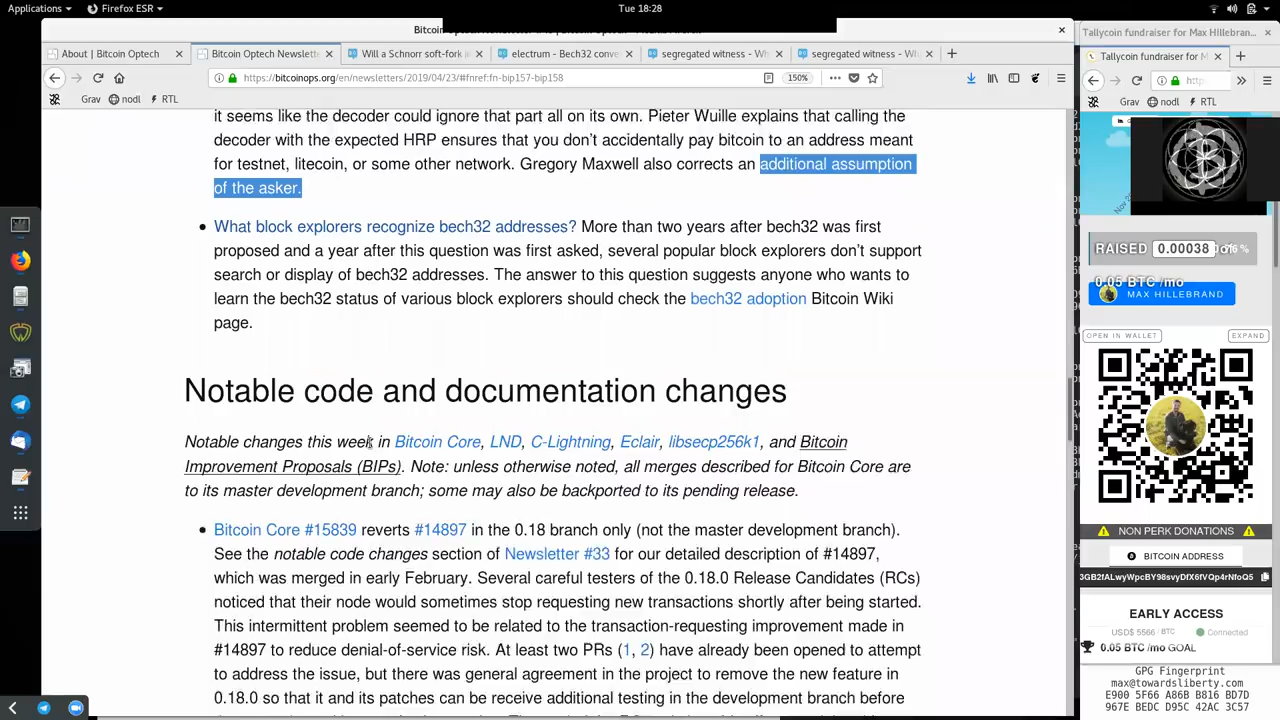 Applications
Firefox ESR
Tue 18:28
Bitcoin
Tallycoin fundraiser for Max Hillebran…
About | Bitcoin Optech
Bitcoin Optech Newslette
Will a Schnorr soft-fork i
electrum - Bech32 conv
segregated witness - Wh
segregated witness - Wh
Tallycoin fundraiser for M
https://bitcoinops.org/en/newsletters/2019/04/23/#fnref:fn-bip157-bip158
150%
Grav
nodl
RTL
Grav
nodl
RTL
it seems like the decoder could ignore that part all on its own. Pieter Wuille explains that calling the
decoder with the expected HRP ensures that you don’t accidentally pay bitcoin to an address meant
for testnet, litecoin, or some other network. Gregory Maxwell also corrects an additional assumption
of the asker.
What block explorers recognize bech32 addresses? More than two years after bech32 was first
proposed and a year after this question was first asked, several popular block explorers don’t support
search or display of bech32 addresses. The answer to this question suggests anyone who wants to
learn the bech32 status of various block explorers should check the bech32 adoption Bitcoin Wiki
page.
Notable code and documentation changes
Notable changes this week in Bitcoin Core, LND, C-Lightning, Eclair, libsecp256k1, and Bitcoin
Improvement Proposals (BIPs). Note: unless otherwise noted, all merges described for Bitcoin Core are
to its master development branch; some may also be backported to its pending release.
Bitcoin Core #15839 reverts #14897 in the 0.18 branch only (not the master development branch).
See the notable code changes section of Newsletter #33 for our detailed description of #14897,
which was merged in early February. Several careful testers of the 0.18.0 Release Candidates (RCs)
noticed that their node would sometimes stop requesting new transactions shortly after being started.
This intermittent problem seemed to be related to the transaction-requesting improvement made in
#14897 to reduce denial-of-service risk. At least two PRs (1, 2) have already been opened to attempt
to address the issue, but there was general agreement in the project to remove the new feature in
0.18.0 so that it and its patches can be receive additional testing in the development branch before
RAISED 0.00038
0.05 BTC /mo
MAX HILLEBRAND
OPEN IN WALLET
EXPAND
NON PERK DONATIONS
BITCOIN ADDRESS
3GB2fALwyWpcBY98svyDfX6fVQp4rNfoQ5
EARLY ACCESS
USD$ 5566 / BTC
Connected
0.05 BTC /mo GOAL
GPG Fingerprint
max@towardsliberty.com
E900 5F66 A86B B816 BD7D
967E BEDC D95C 42AC 3C57